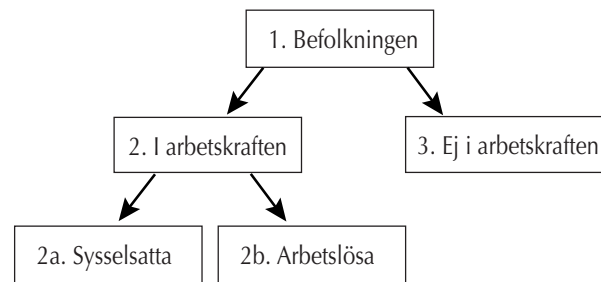 1. Befolkningen
2. I arbetskraften
3. Ej i arbetskraften
2a. Sysselsatta
2b. Arbetslösa